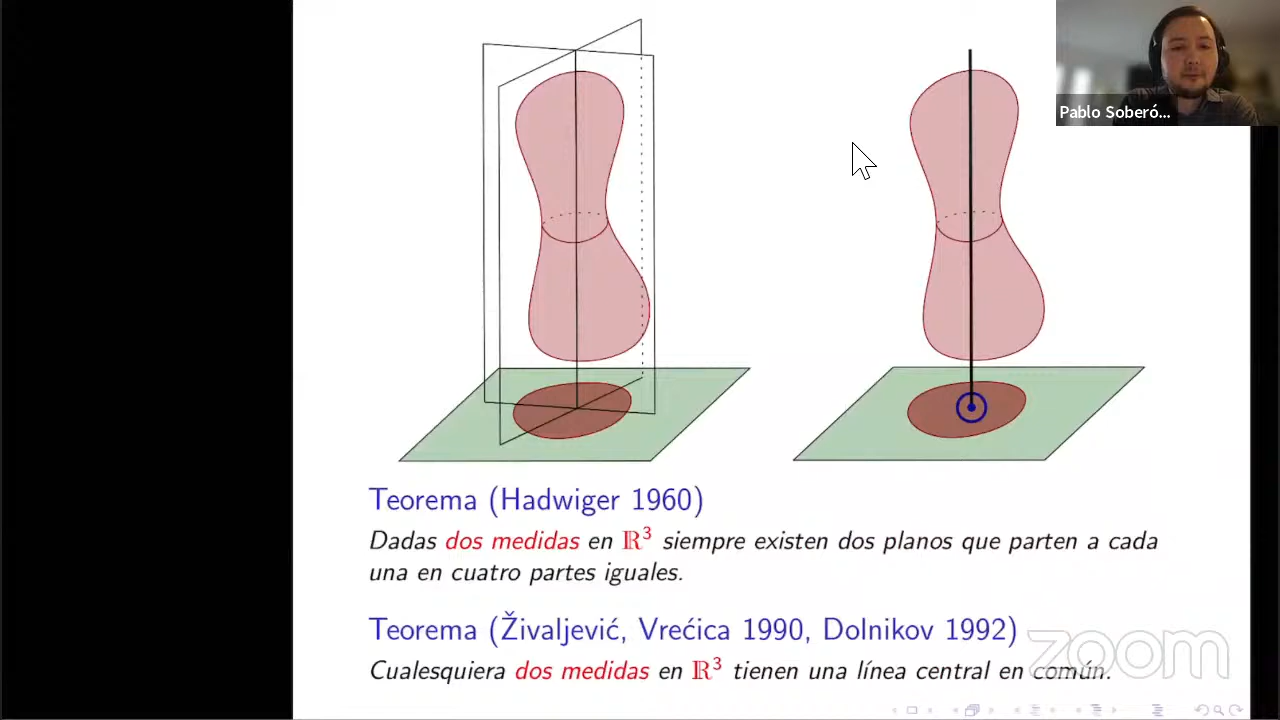 Pablo Soberó...
Teorema (Hadwiger 1960)
Dadas dos medidas en ℝ³ siempre existen dos planos que parten a cada
una en cuatro partes iguales.
Teorema (Živaljević, Vrećica 1990, Dolnikov 1992)
Cualesquiera dos medidas en ℝ³ tienen una línea central en común.
zoom